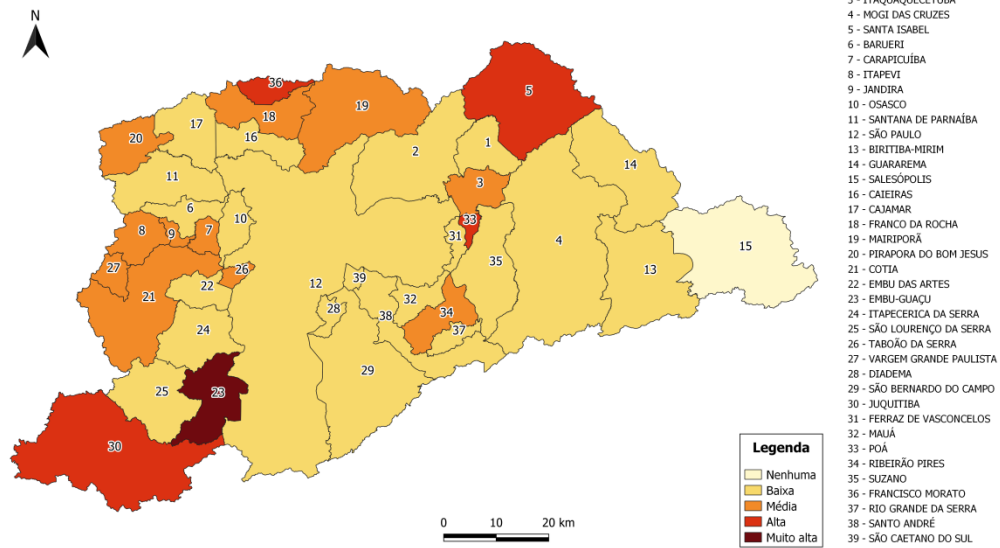 N
3 - ITAQUAQUECETUBA
4 - MOGI DAS CRUZES
5 - SANTA ISABEL
6 - BARUERI
7 - CARAPICUÍBA
8 - ITAPEVI
9 - JANDIRA
10 - OSASCO
11 - SANTANA DE PARNAÍBA
12 - SÃO PAULO
13 - BIRITIBA-MIRIM
14 - GUARAREMA
15 - SALESÓPOLIS
16 - CAIEIRAS
17 - CAJAMAR
18 - FRANCO DA ROCHA
19 - MAIRIPORÃ
20 - PIRAPORA DO BOM JESUS
21 - COTIA
22 - EMBU DAS ARTES
23 - EMBU-GUAÇU
24 - ITAPECERICA DA SERRA
25 - SÃO LOURENÇO DA SERRA
26 - TABOÃO DA SERRA
27 - VARGEM GRANDE PAULISTA
28 - DIADEMA
29 - SÃO BERNARDO DO CAMPO
30 - JUQUITIBA
31 - FERRAZ DE VASCONCELOS
32 - MAUÁ
33 - POÁ
34 - RIBEIRÃO PIRES
35 - SUZANO
36 - FRANCISCO MORATO
37 - RIO GRANDE DA SERRA
38 - SANTO ANDRÉ
39 - SÃO CAETANO DO SUL
36
5
19
18
17
20
16
1
2
14
11
3
6
10
33
7
8
9
31
4
15
35
26
27
13
39
22
12
21
32
28
34
38
24
37
29
25
23
30
Legenda
Nenhuma
Baixa
Média
Alta
Muito alta
0 10 20 km